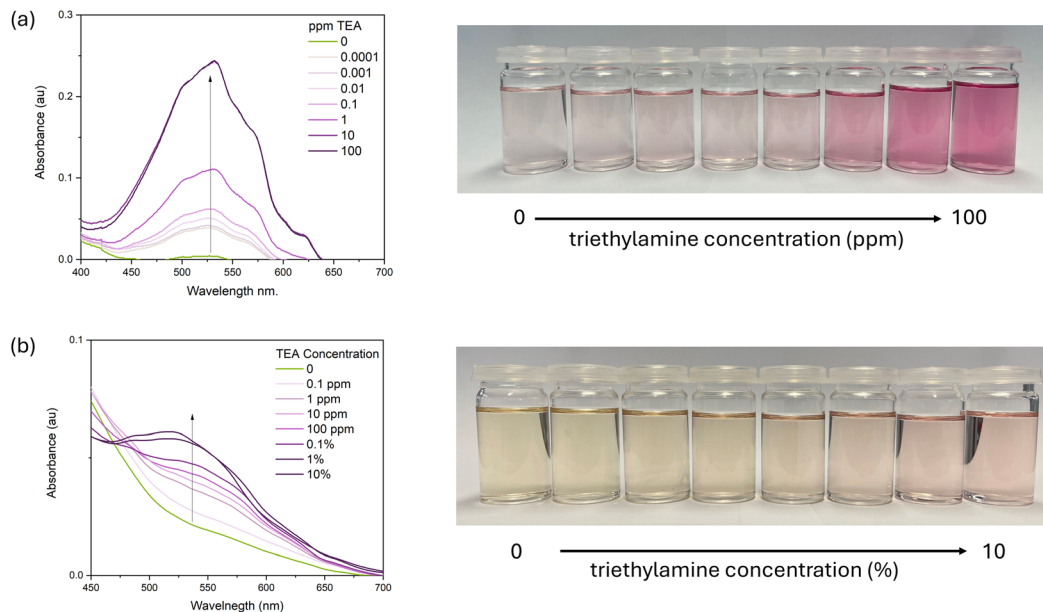 (a)
0.3
0.2
0.1
0.0
Absorbance (au)
400 450 500 550 600 650 700
Wavelength nm.
ppm TEA
0
0.0001
0.001
0.01
0.1
1
10
100
0 100
triethylamine concentration (ppm)
(b)
0.1
0.0
Absorbance (au)
450 500 550 600 650 700
Wavelnegth (nm)
TEA Concentration
0
0.1 ppm
1 ppm
10 ppm
100 ppm
0.1%
1%
10%
0 10
triethylamine concentration (%)